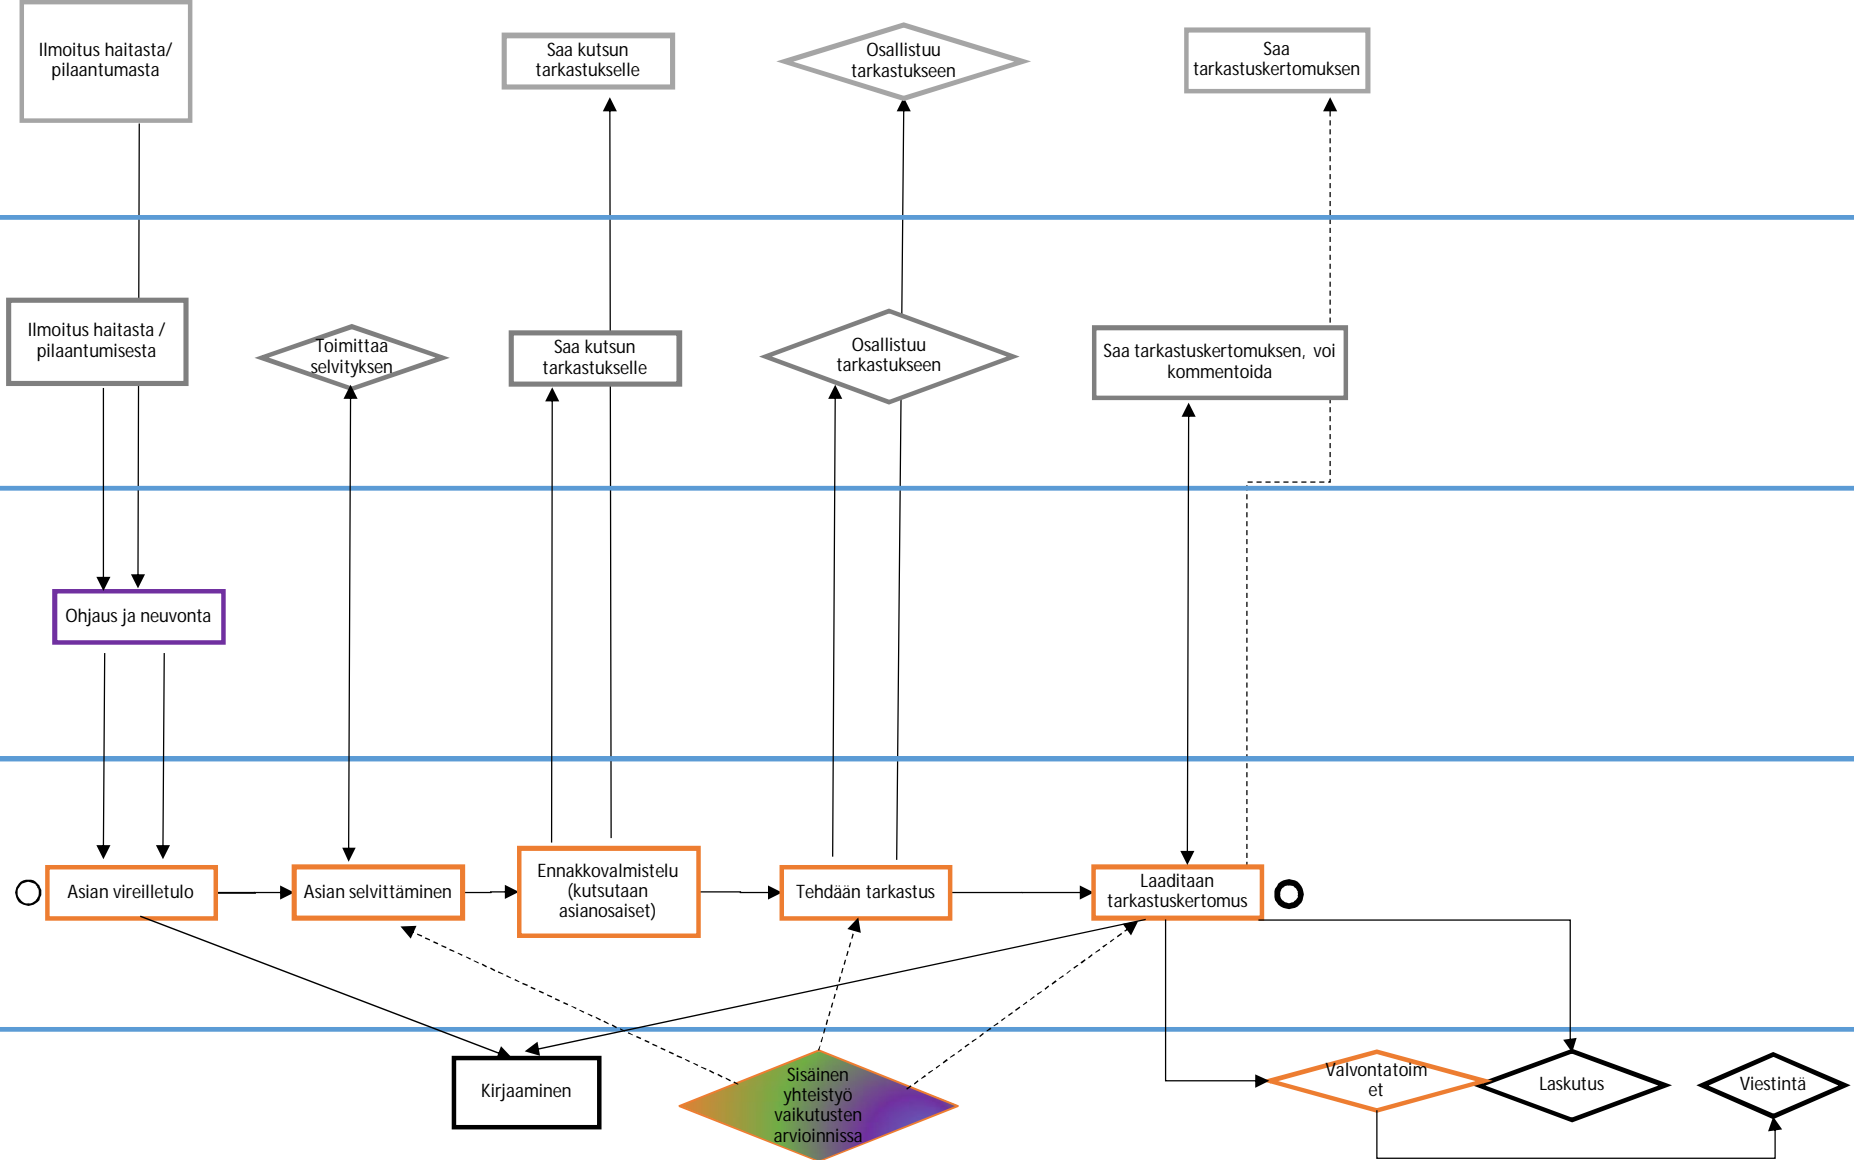 Ilmoitus haitasta/
pilaantumasta
Saa kutsun
tarkastukselle
Osallistuu
tarkastukseen
Saa
tarkastuskertomuksen
Ilmoitus haitasta /
pilaantumisesta
Toimittaa
selvityksen
Saa kutsun
tarkastukselle
Osallistuu
tarkastukseen
Saa tarkastuskertomuksen, voi
kommentoida
Ohjaus ja neuvonta
Asian vireilletulo
Asian selvittäminen
Ennakkovalmistelu
(kutsutaan
asianosaiset)
Tehdään tarkastus
Laaditaan
tarkastuskertomus
Kirjaaminen
Sisäinen
yhteistyö
vaikutusten
arvioinnissa
Valvontatoim
et
Laskutus
Viestintä